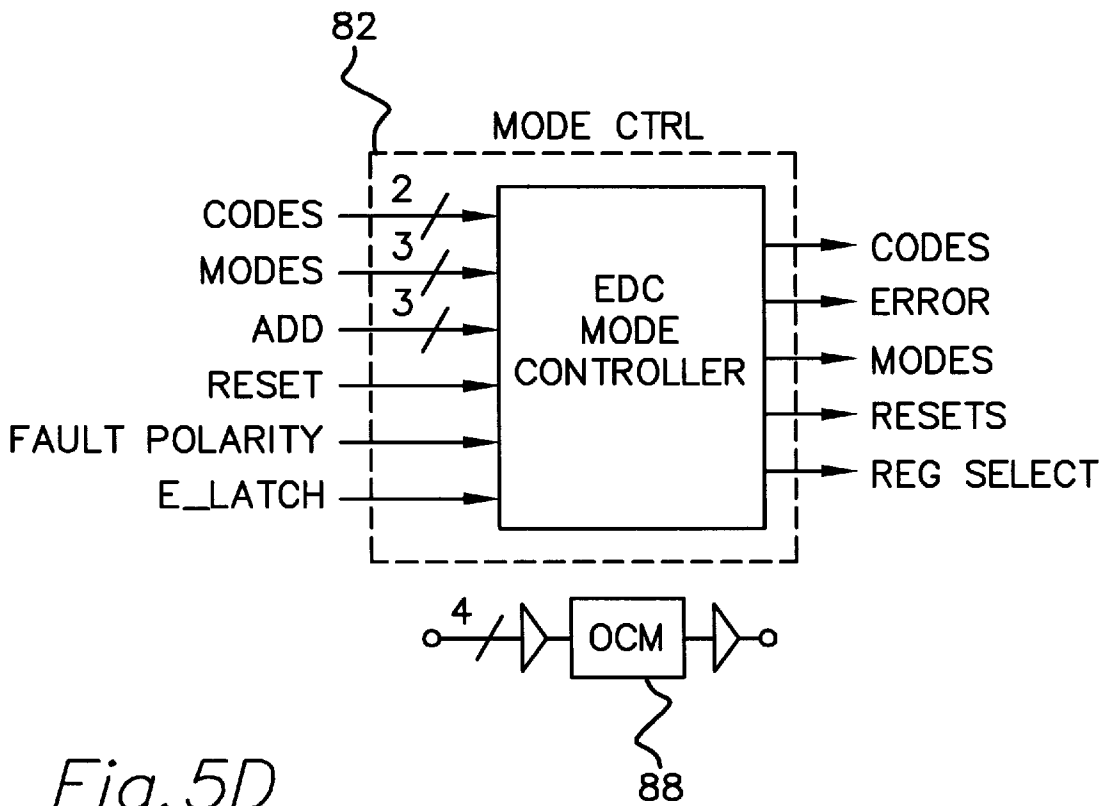 82
MODE CTRL
CODES
2
MODES
3
ADD
3
RESET
FAULT POLARITY
E_LATCH
EDC
MODE
CONTROLLER
CODES
ERROR
MODES
RESETS
REG SELECT
4
OCM
88
Fig. 5D